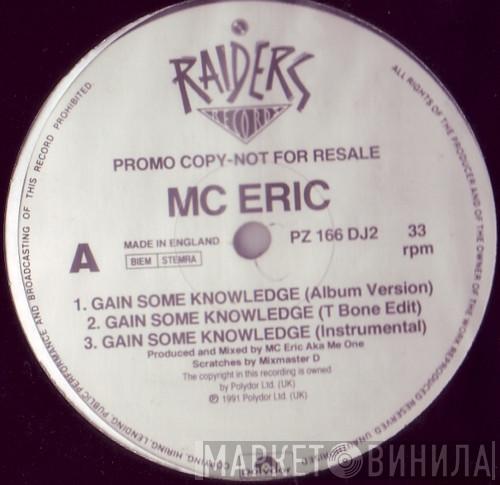 RAIDERS
RECORDS
PROMO COPY-NOT FOR RESALE
MC ERIC
A
MADE IN ENGLAND
BIEM STEMRA
PZ 166 DJ2
33
rpm
1. GAIN SOME KNOWLEDGE (Album Version)
2. GAIN SOME KNOWLEDGE (T Bone Edit)
3. GAIN SOME KNOWLEDGE (Instrumental)
Produced and Mixed by MC Eric Aka Me One
Scratches by Mixmaster D
The copyright in this recording is owned
by Polydor Ltd. (UK)
℗ 1991 Polydor Ltd. (UK)
ALL RIGHTS OF THE PRODUCER AND OF THE OWNER OF THE WORK REPRODUCED RESERVED
COPYING, HIRING, LENDING, PUBLIC PERFORMANCE AND BROADCASTING OF THIS RECORD PROHIBITED.
МАРКЕТ ВИНИЛА